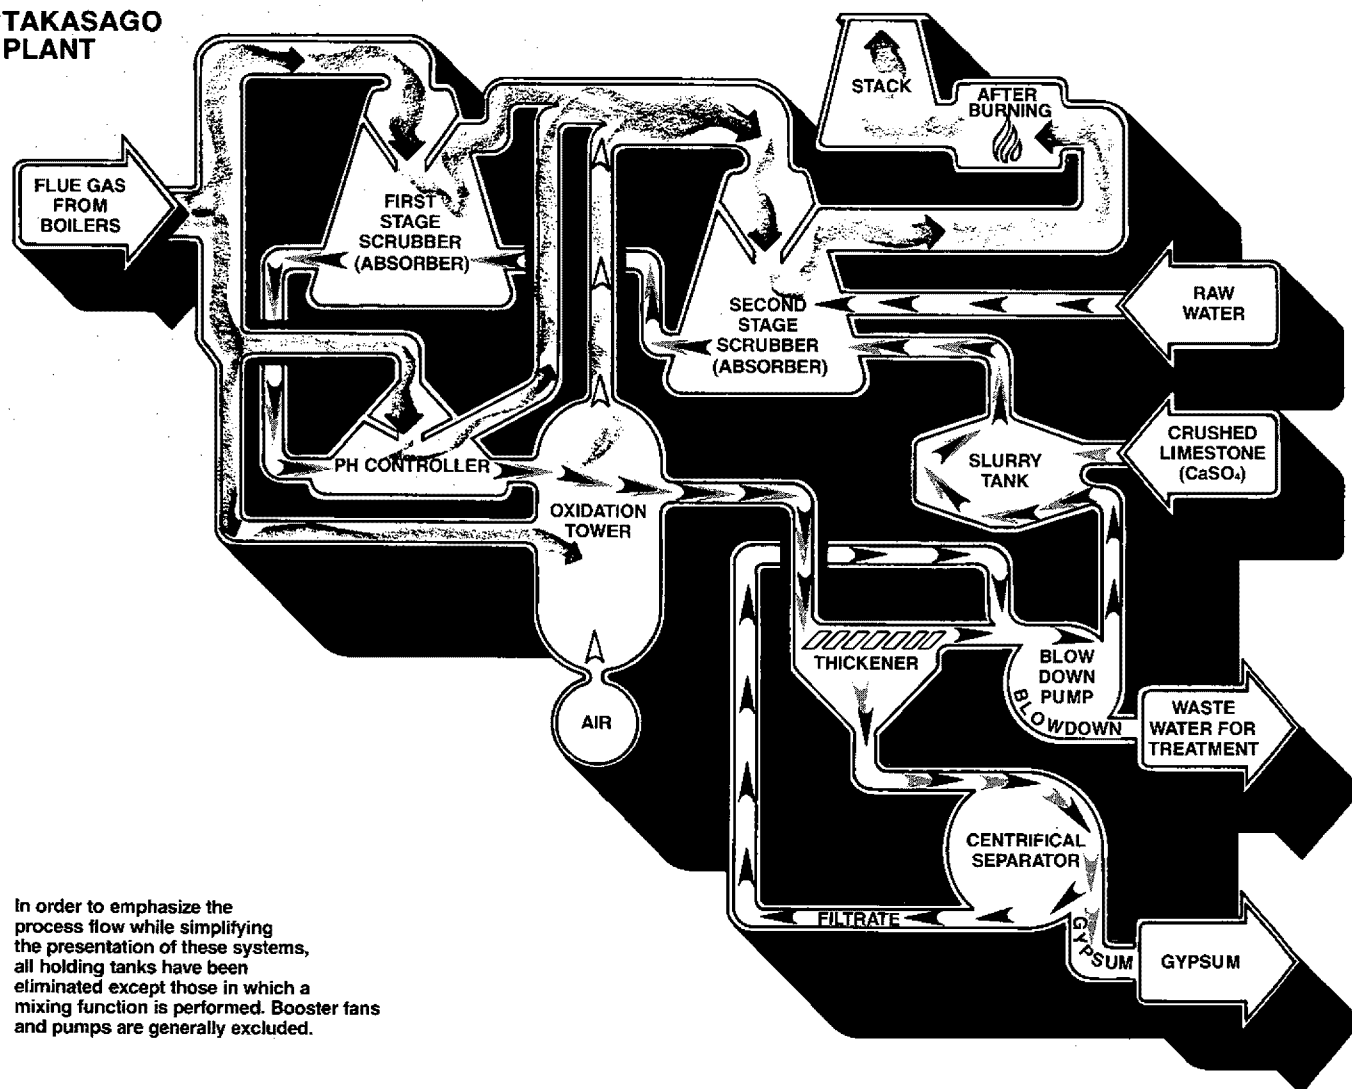 TAKASAGO
PLANT
STACK
AFTER
BURNING
FLUE GAS
FROM
BOILERS
FIRST
STAGE
SCRUBBER
(ABSORBER)
SECOND
STAGE
SCRUBBER
(ABSORBER)
RAW
WATER
CRUSHED
LIMESTONE
(CaSO₄)
SLURRY
TANK
PH CONTROLLER
OXIDATION
TOWER
THICKENER
BLOW
DOWN
PUMP
BLOWDOWN
WASTE
WATER FOR
TREATMENT
AIR
CENTRIFICAL
SEPARATOR
FILTRATE
GYPSUM
GYPSUM
In order to emphasize the
process flow while simplifying
the presentation of these systems,
all holding tanks have been
eliminated except those in which a
mixing function is performed. Booster fans
and pumps are generally excluded.